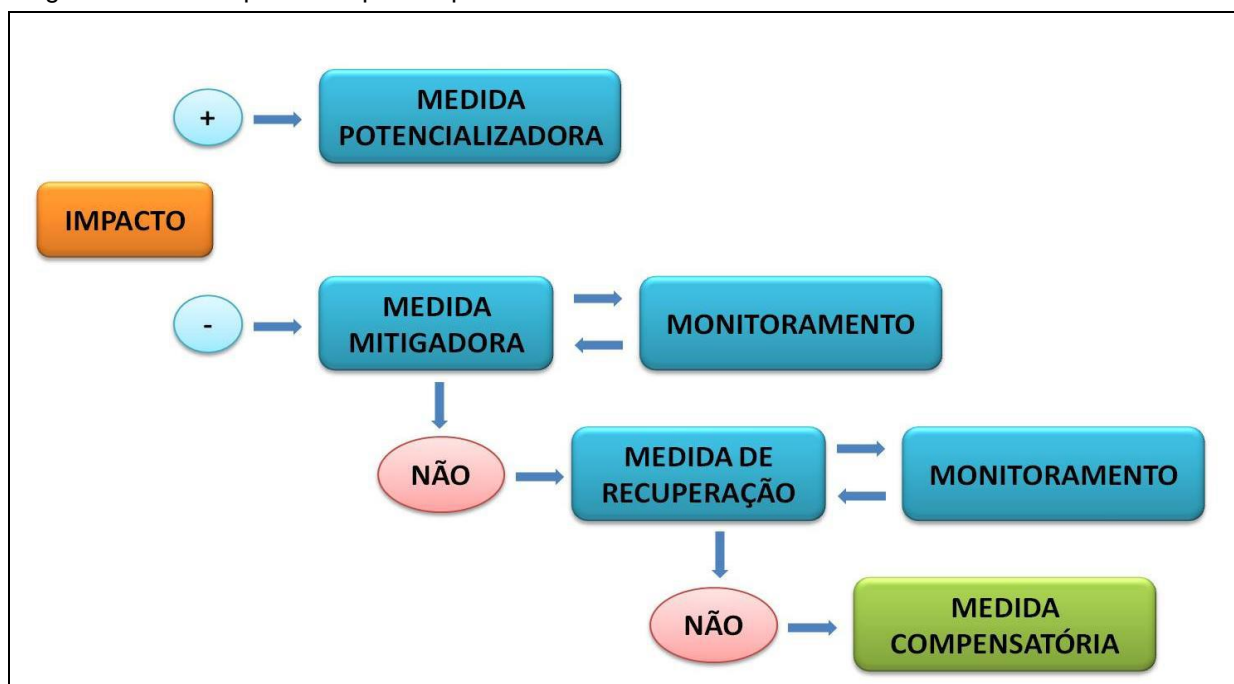 +
MEDIDA
POTENCIALIZADORA
IMPACTO
-
MEDIDA
MITIGADORA
MONITORAMENTO
NÃO
MEDIDA DE
RECUPERAÇÃO
MONITORAMENTO
NÃO
MEDIDA
COMPENSATÓRIA